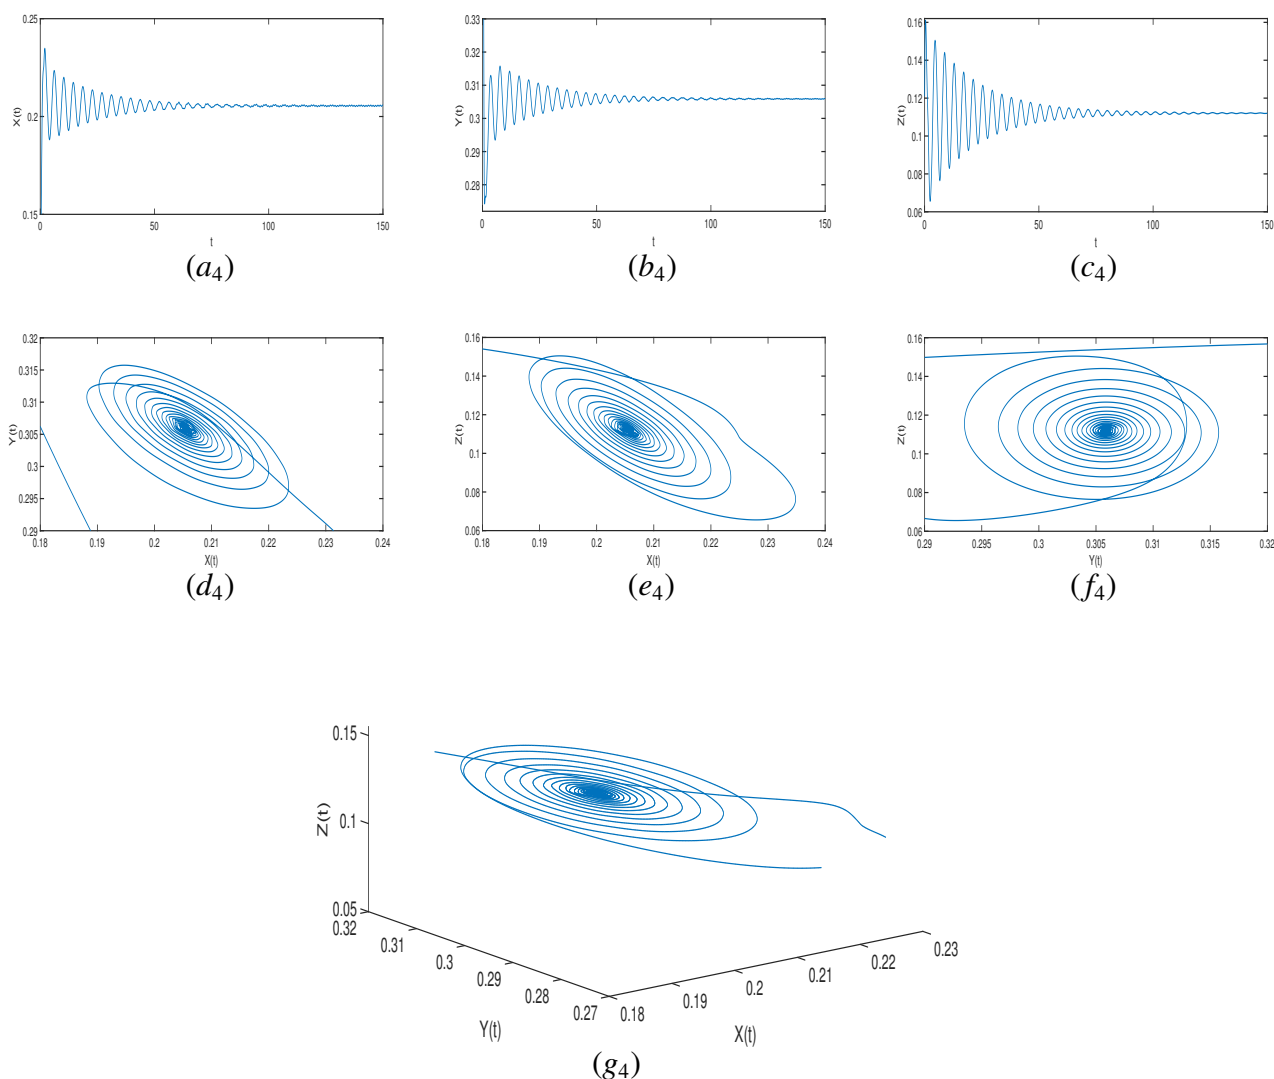 0.25
0.2
0.15
X(t)
0 50 100 150
t
(a4)
0.33
0.32
0.31
0.3
0.29
0.28
Y(t)
0 50 100 150
t
(b4)
0.16
0.14
0.12
0.1
0.08
0.06
Z(t)
0 50 100 150
t
(c4)
0.32
0.315
0.31
0.305
0.3
0.295
0.29
Y(t)
0.18 0.19 0.2 0.21 0.22 0.23 0.24
X(t)
(d4)
0.16
0.14
0.12
0.1
0.08
0.06
Z(t)
0.18 0.19 0.2 0.21 0.22 0.23 0.24
X(t)
(e4)
0.16
0.14
0.12
0.1
0.08
0.06
Z(t)
0.29 0.295 0.3 0.305 0.31 0.315 0.32
Y(t)
(f4)
0.15
0.1
0.05
Z(t)
0.32
0.31
0.3
0.29
0.28
0.27
Y(t)
0.18
0.19
0.2
0.21
0.22
0.23
X(t)
(g4)